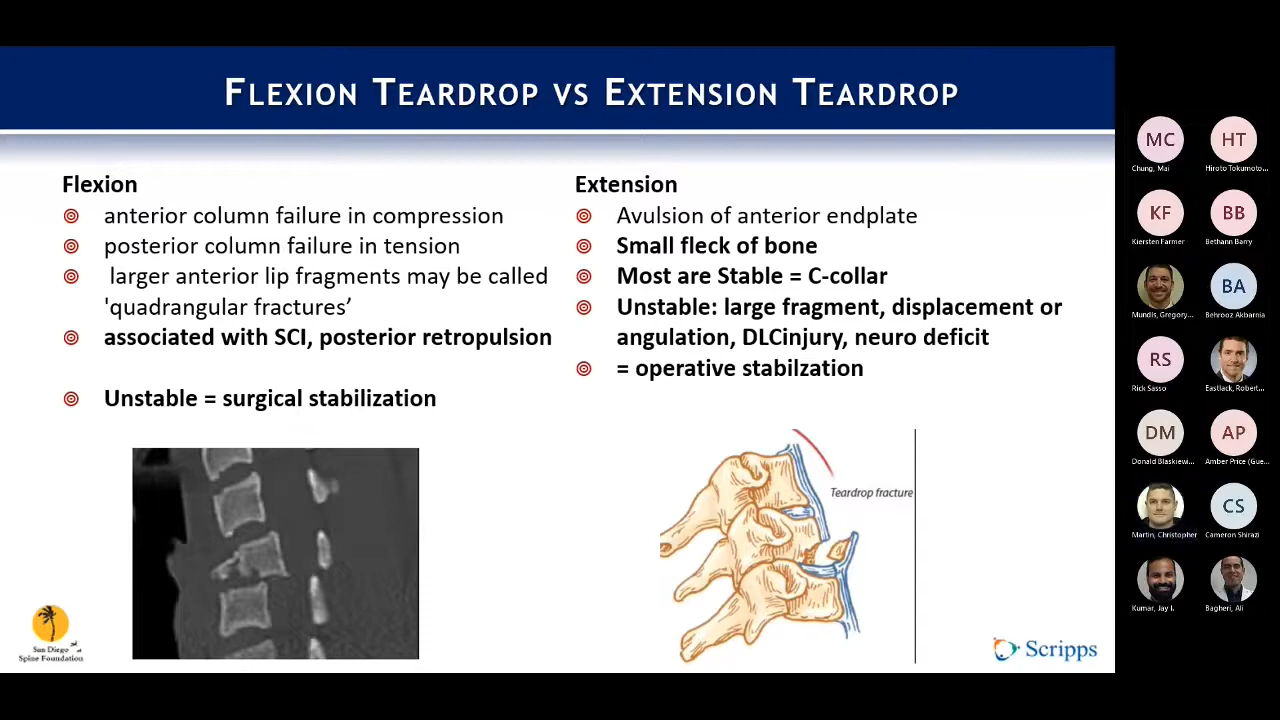 FLEXION TEARDROP VS EXTENSION TEARDROP
Flexion
anterior column failure in compression
posterior column failure in tension
larger anterior lip fragments may be called
'quadrangular fractures’
associated with SCI, posterior retropulsion
Unstable = surgical stabilization
Extension
Avulsion of anterior endplate
Small fleck of bone
Most are Stable = C-collar
Unstable: large fragment, displacement or
angulation, DLCinjury, neuro deficit
= operative stabilzation
Teardrop fracture
San Diego
Spine Foundation
Scripps
MC
HT
Chung, Mai
Hiroto Tokumoto...
KF
BB
Kiersten Farmer
Bethann Barry
BA
Mundis, Gregory...
Behrooz Akbarnia
RS
Rick Sasso
Eastlack, Robert...
DM
AP
Donald Blaskiewi...
Amber Price (Gue...
CS
Martin, Christopher
Cameron Shirazi
Kumar, Jay I.
Bagheri, Ali